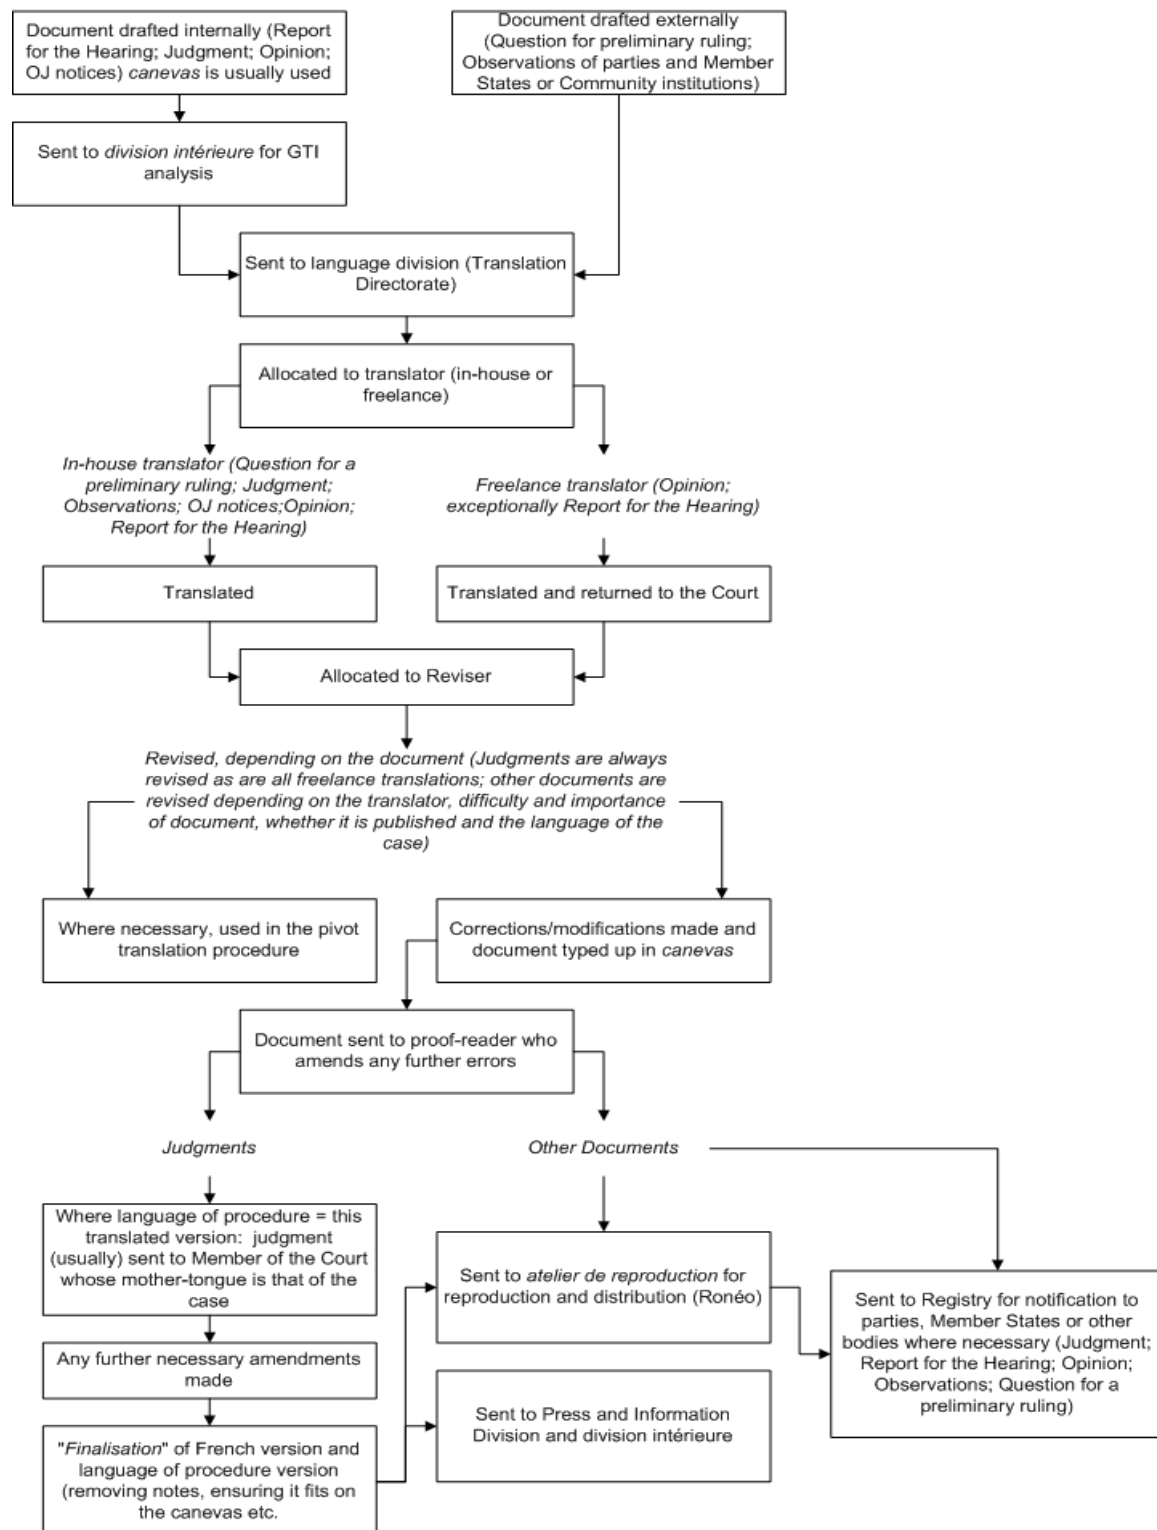 Document drafted internally (Report
for the Hearing; Judgment; Opinion;
OJ notices) canevas is usually used
Document drafted externally
(Question for preliminary ruling;
Observations of parties and Member
States or Community institutions)
Sent to division intérieure for GTI
analysis
Sent to language division (Translation
Directorate)
Allocated to translator (in-house or
freelance)
In-house translator (Question for a
preliminary ruling; Judgment;
Observations; OJ notices;Opinion;
Report for the Hearing)
Freelance translator (Opinion;
exceptionally Report for the Hearing)
Translated
Translated and returned to the Court
Allocated to Reviser
Revised, depending on the document (Judgments are always
revised as are all freelance translations; other documents are
revised depending on the translator, difficulty and importance
of document, whether it is published and the language of the
case)
Where necessary, used in the pivot
translation procedure
Corrections/modifications made and
document typed up in canevas
Document sent to proof-reader who
amends any further errors
Judgments
Other Documents
Where language of procedure = this
translated version: judgment
(usually) sent to Member of the Court
whose mother-tongue is that of the
case
Sent to atelier de reproduction for
reproduction and distribution (Ronéo)
Sent to Registry for notification to
parties, Member States or other
bodies where necessary (Judgment;
Report for the Hearing; Opinion;
Observations; Question for a
preliminary ruling)
Any further necessary amendments
made
Sent to Press and Information
Division and division intérieure
"Finalisation" of French version and
language of procedure version
(removing notes, ensuring it fits on
the canevas etc.